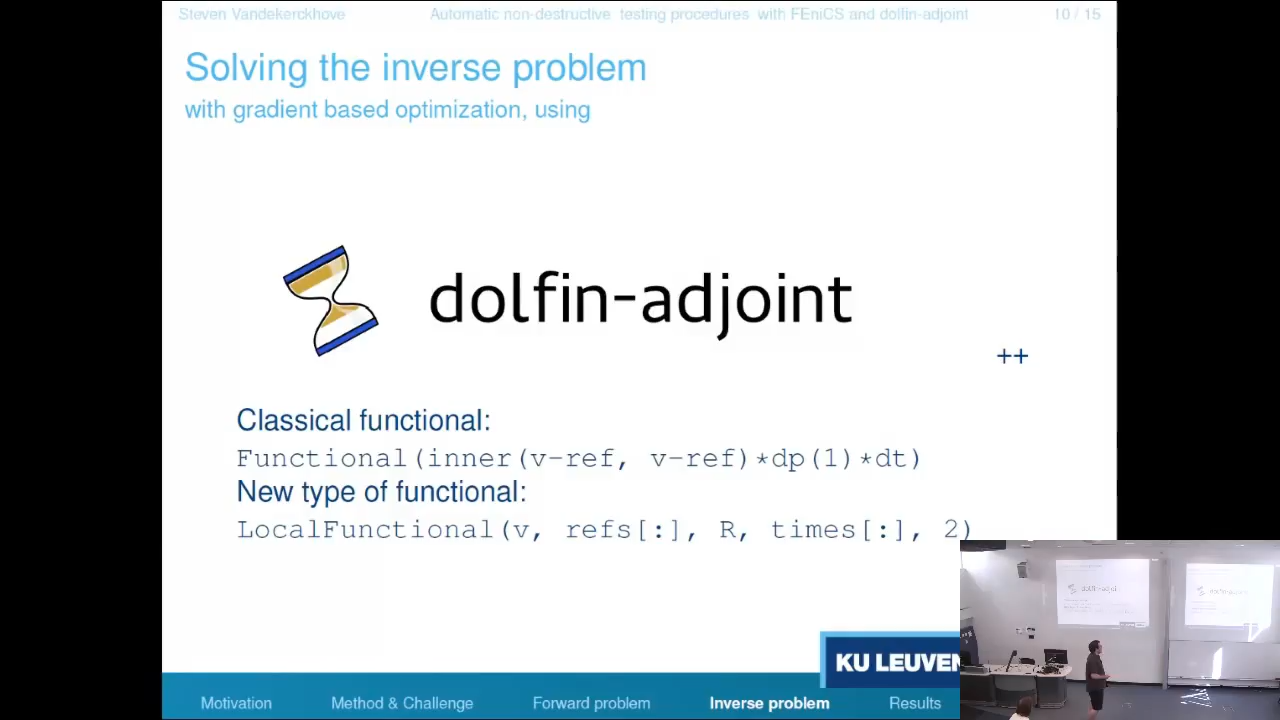 Steven Vandekerckhove Automatic non-destructive testing procedures with FEniCS and dolfin-adjoint 10 / 15
Solving the inverse problem
with gradient based optimization, using
dolfin-adjoint
++
Classical functional:
Functional(inner(v-ref, v-ref)*dp(1)*dt)
New type of functional:
LocalFunctional(v, refs[:], R, times[:], 2)
KU LEUVEN
Motivation Method & Challenge Forward problem Inverse problem Results